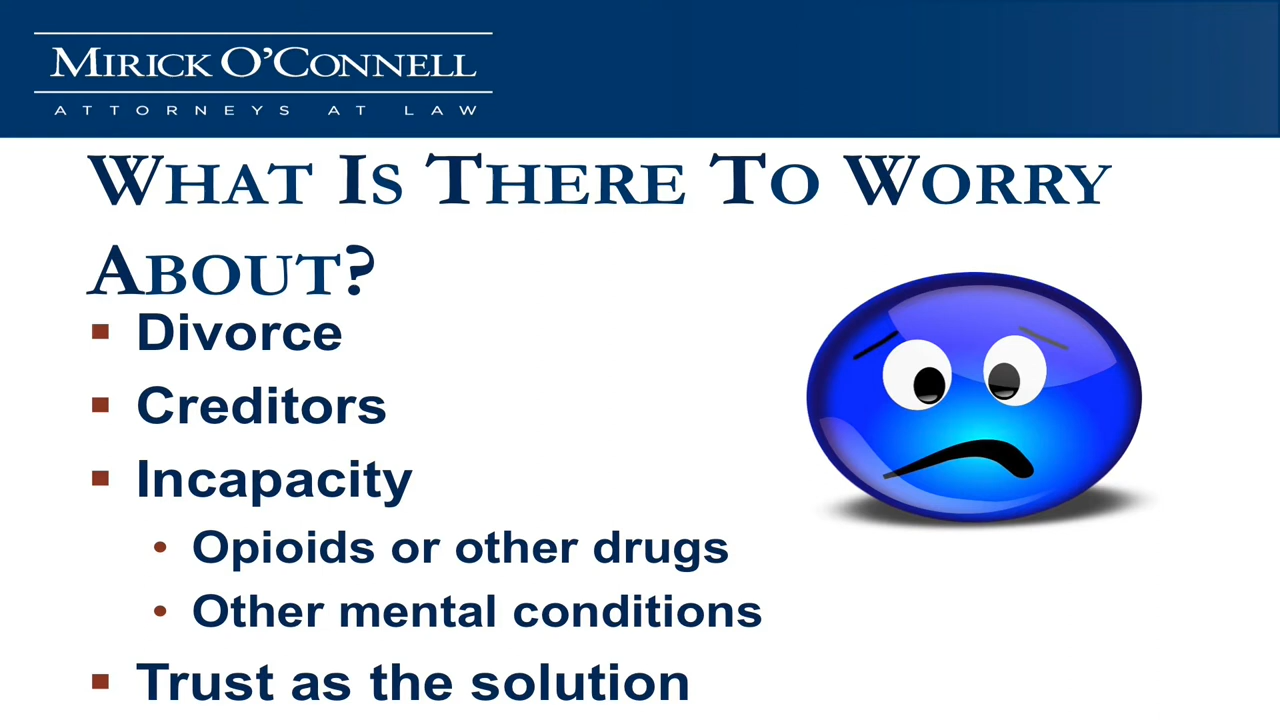 MIRICK O'CONNELL
ATTORNEYS AT LAW
WHAT IS THERE TO WORRY
ABOUT?
Divorce
Creditors
Incapacity
Opioids or other drugs
Other mental conditions
Trust as the solution